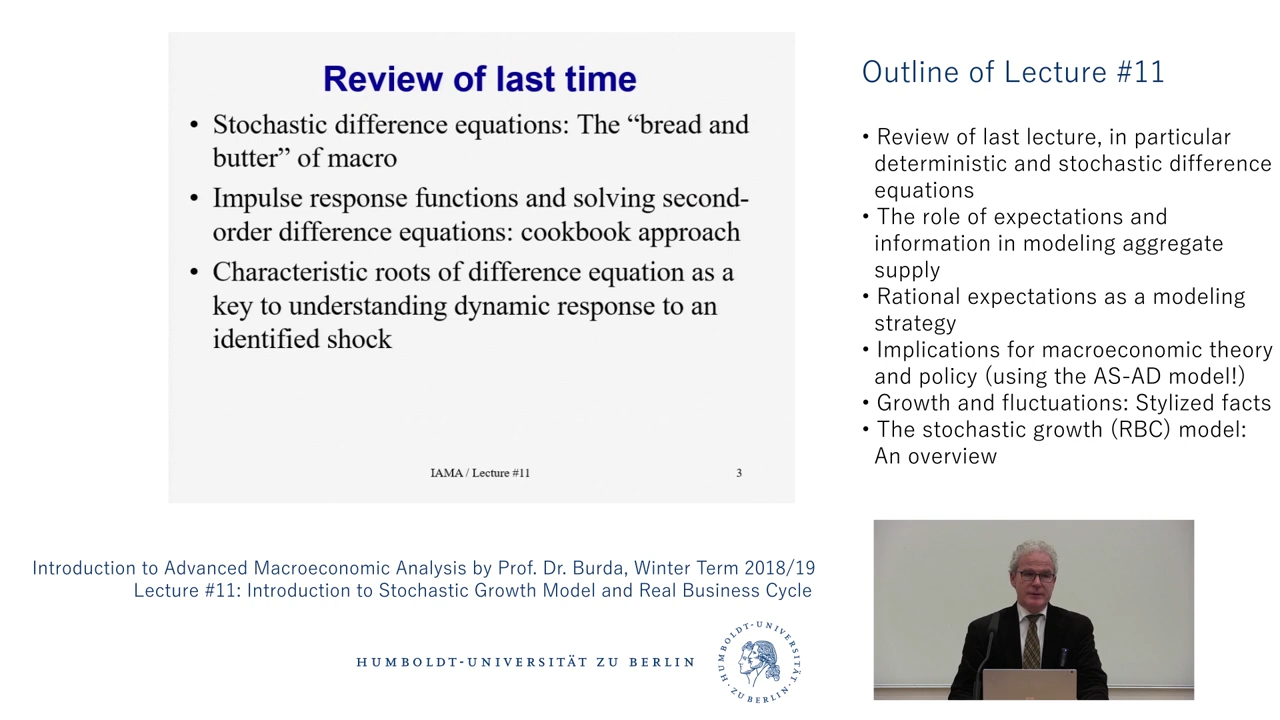 Review of last time
• Stochastic difference equations: The “bread and
butter” of macro
• Impulse response functions and solving second-
order difference equations: cookbook approach
• Characteristic roots of difference equation as a
key to understanding dynamic response to an
identified shock
IAMA / Lecture #11
3
Outline of Lecture #11
• Review of last lecture, in particular
deterministic and stochastic difference
equations
• The role of expectations and
information in modeling aggregate
supply
• Rational expectations as a modeling
strategy
• Implications for macroeconomic theory
and policy (using the AS-AD model!)
• Growth and fluctuations: Stylized facts
• The stochastic growth (RBC) model:
An overview
Introduction to Advanced Macroeconomic Analysis by Prof. Dr. Burda, Winter Term 2018/19
Lecture #11: Introduction to Stochastic Growth Model and Real Business Cycle
HUMBOLDT-UNIVERSITÄT ZU BERLIN
HUMBOLDT-UNIVERSITÄT
· ZU BERLIN ·